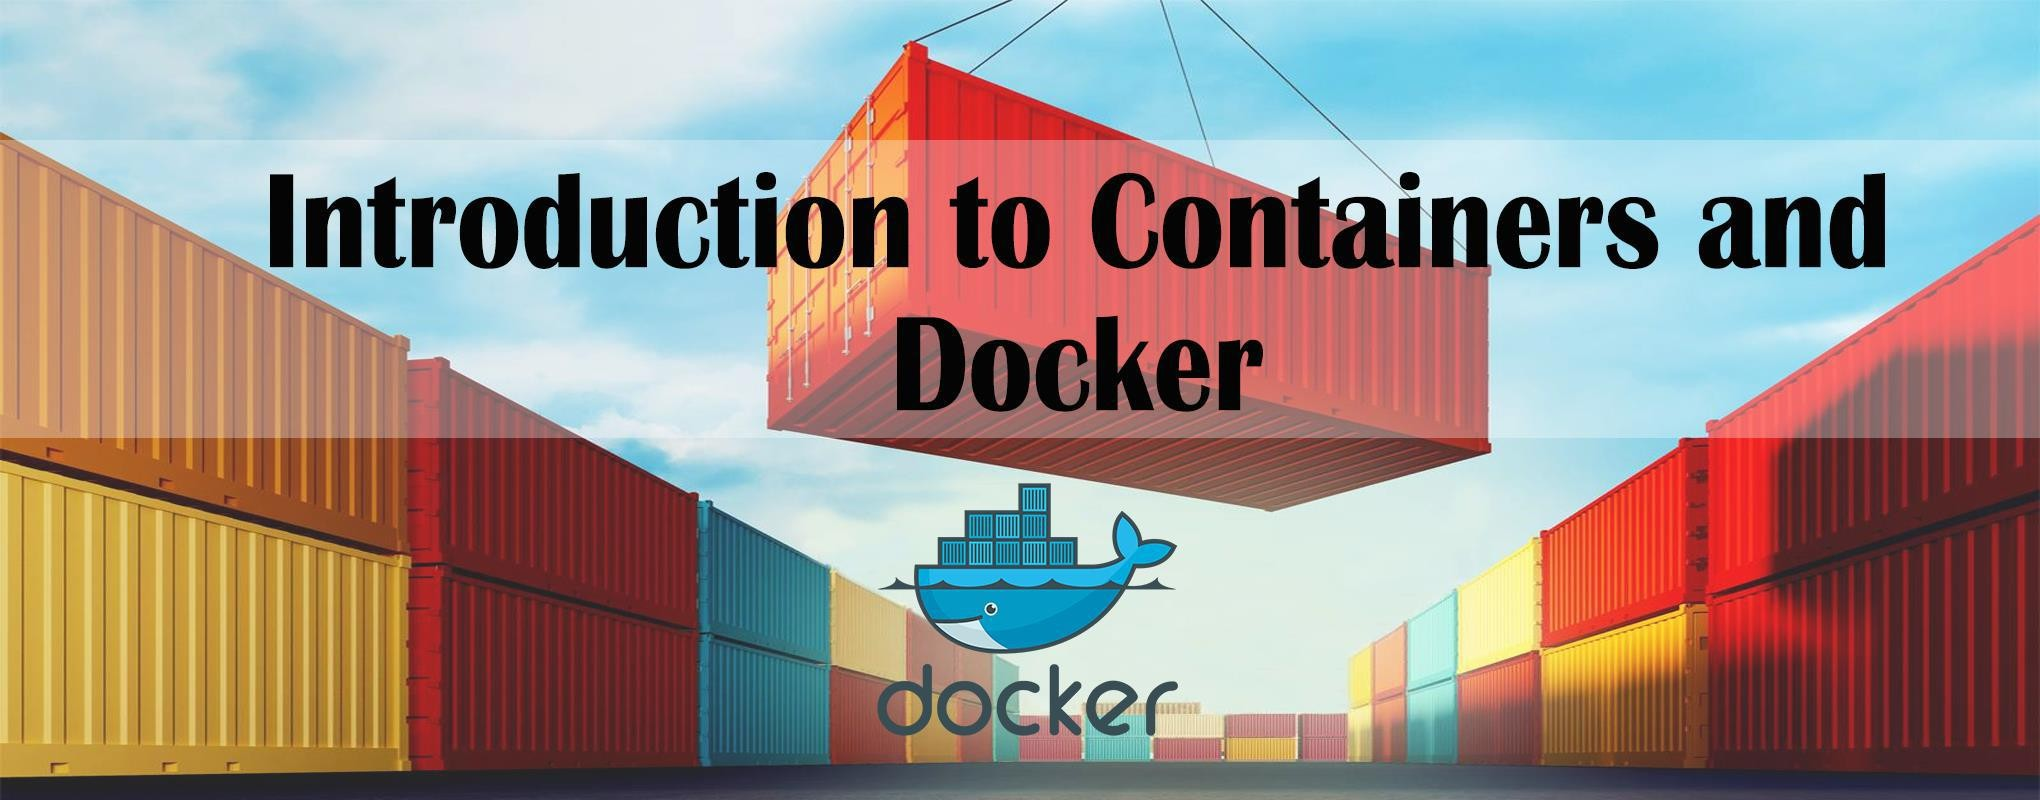 Introduction to Containers and
Docker
docker